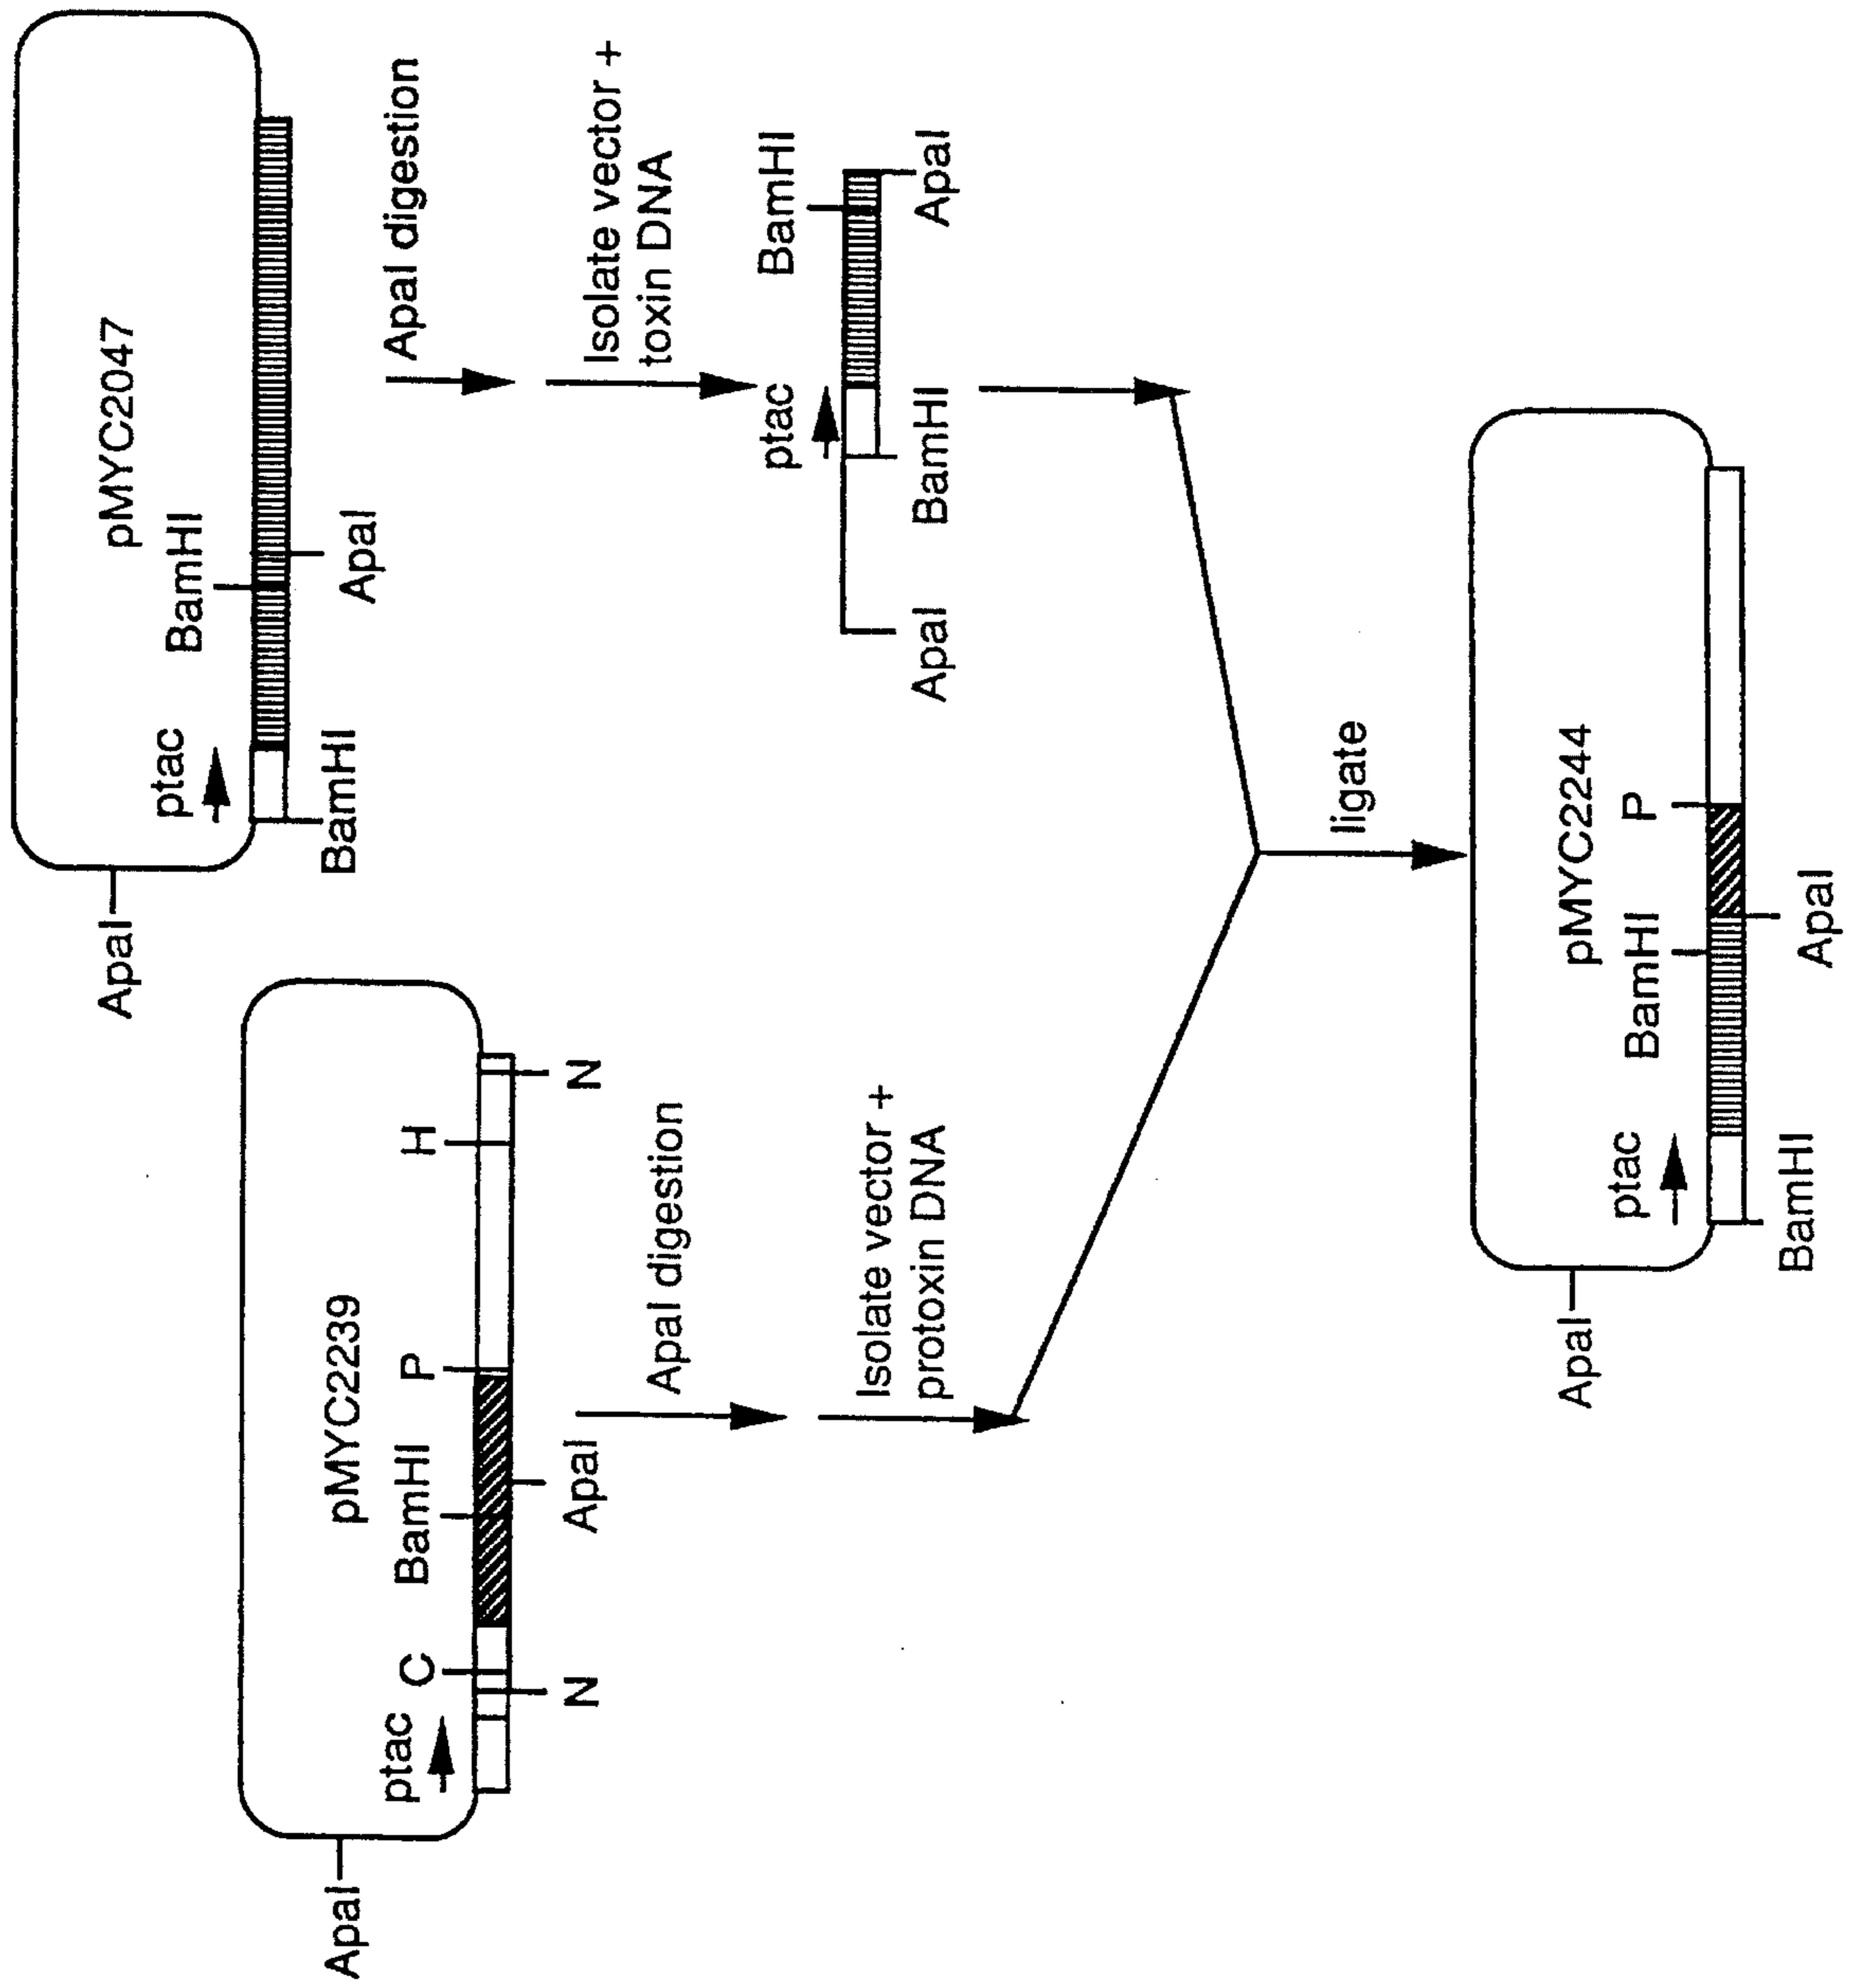 pMYC2239
ApaI
ptac
C
BamHI
P
H
N
ApaI
N
ApaI digestion
Isolate vector +
protoxin DNA
pMYC2047
ApaI
ptac
BamHI
BamHI
ApaI
ApaI digestion
Isolate vector +
toxin DNA
ptac
BamHI
ApaI
BamHI
ApaI
ligate
pMYC2244
ApaI
ptac
BamHI
P
BamHI
ApaI